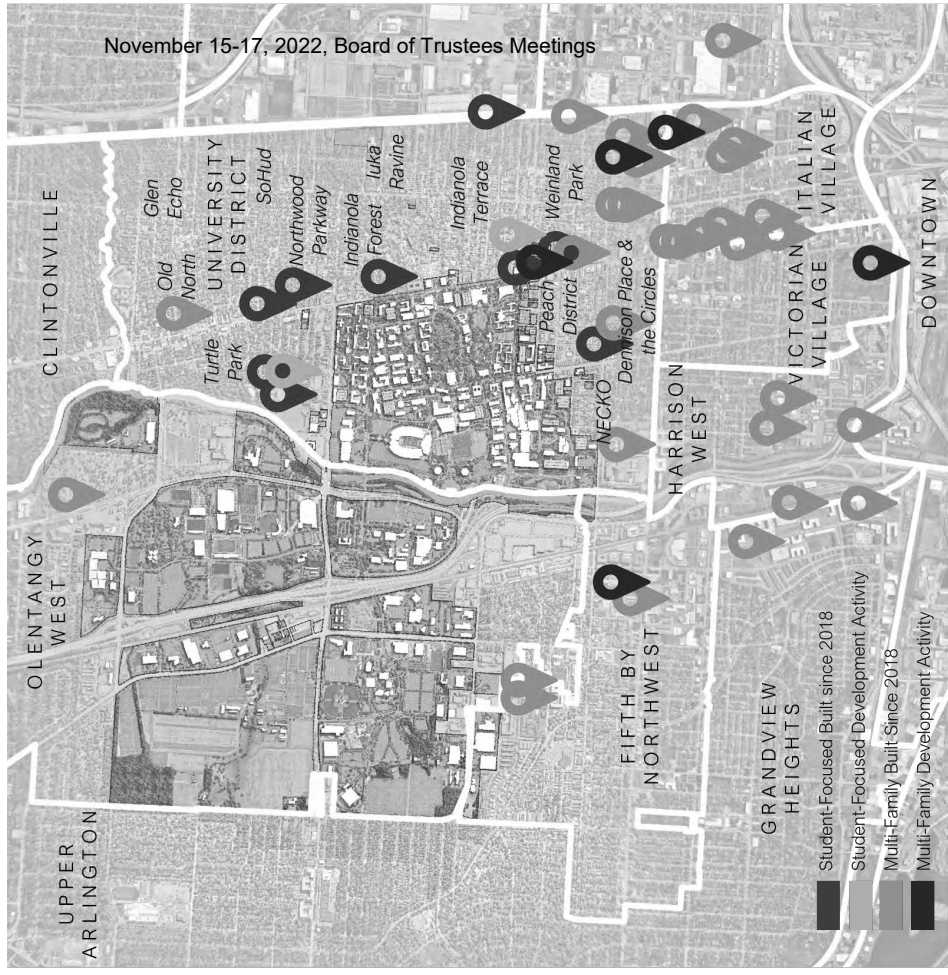 November 15-17, 2022, Board of Trustees Meetings
CLINTONVILLE
Glen
Echo
Old
North
UNIVERSITY
DISTRICT
SoHud
Northwood
Parkway
Iuka
Ravine
Indianola
Forest
Indianola
Terrace
Weinland
Park
Turtle
Park
Peach
District
Dennison Place &
the Circles
NECKO
ITALIAN
VILLAGE
VICTORIAN
VILLAGE
DOWNTOWN
HARRISON
WEST
OLENTANGY
WEST
FIFTH BY
NORTHWEST
GRANDVIEW
HEIGHTS
UPPER
ARLINGTON
Student-Focused Built since 2018
Student-Focused Development Activity
Multi-Family Built Since 2018
Multi-Family Development Activity